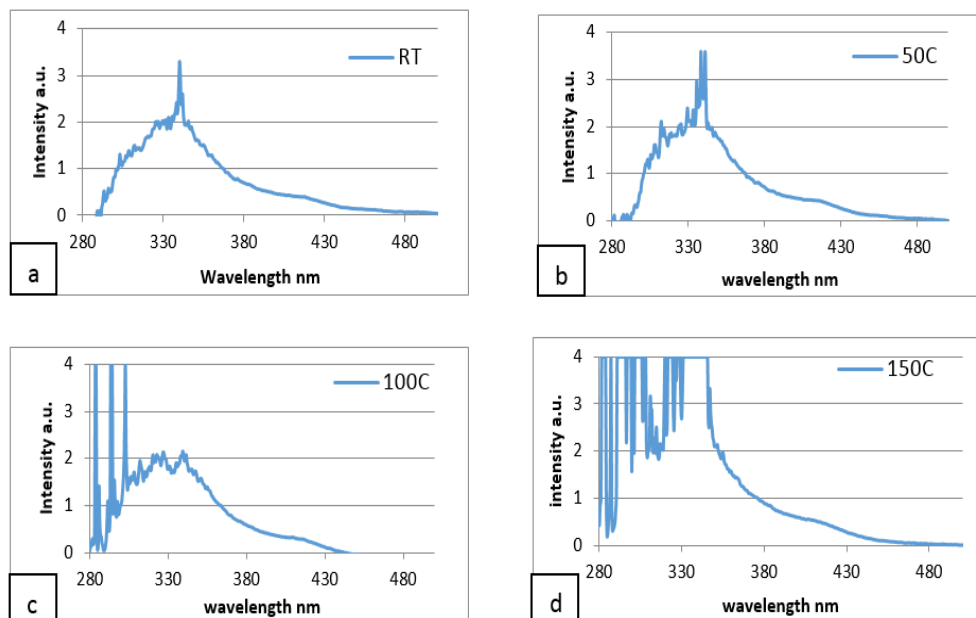 4
3
2
1
0
280
330
380
430
480
Intensity a.u.
Wavelength nm
RT
a
4
3
2
1
0
280
330
380
430
480
Intensity a.u.
wavelength nm
50C
b
4
3
2
1
0
280
330
380
430
480
Intensity a.u.
wavelength nm
100C
c
4
3
2
1
0
280
330
380
430
480
intensity a.u.
wavelength nm
150C
d